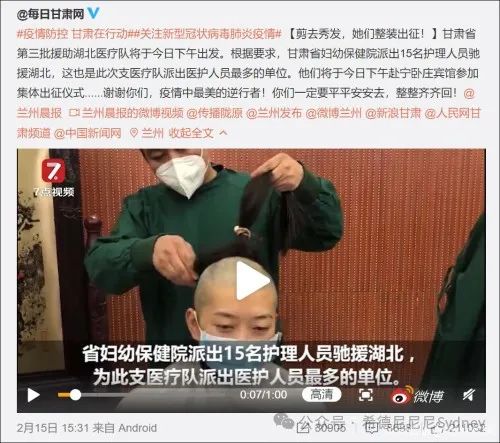 @每日甘肃网
#疫情防控 甘肃在行动##关注新型冠状病毒肺炎疫情# 【剪去秀发，她们整装出征！】甘肃省
第三批援助湖北医疗队将于今日下午出发。根据要求，甘肃省妇幼保健院派出15名护理人员驰
援湖北，这也是此次支医疗队派出医护人员最多的单位。他们将于今日下午赴宁卧庄宾馆参加
集体出征仪式......谢谢你们，疫情中最美的逆行者！你们一定要平平安安去，整整齐齐回！@
兰州晨报 兰州晨报的微博视频 @传播陇原 @兰州发布 @微博兰州 @新浪甘肃 @人民网甘
肃频道 @中国新闻网 兰州 收起全文
7点视频
省妇幼保健院派出15名护理人员驰援湖北，
为此支医疗队派出医护人员最多的单位。
0:07/1:00
高清
微博
2月15日 15:31 来自 Android
30905
公众号 · 希德尼尼尼Sydney